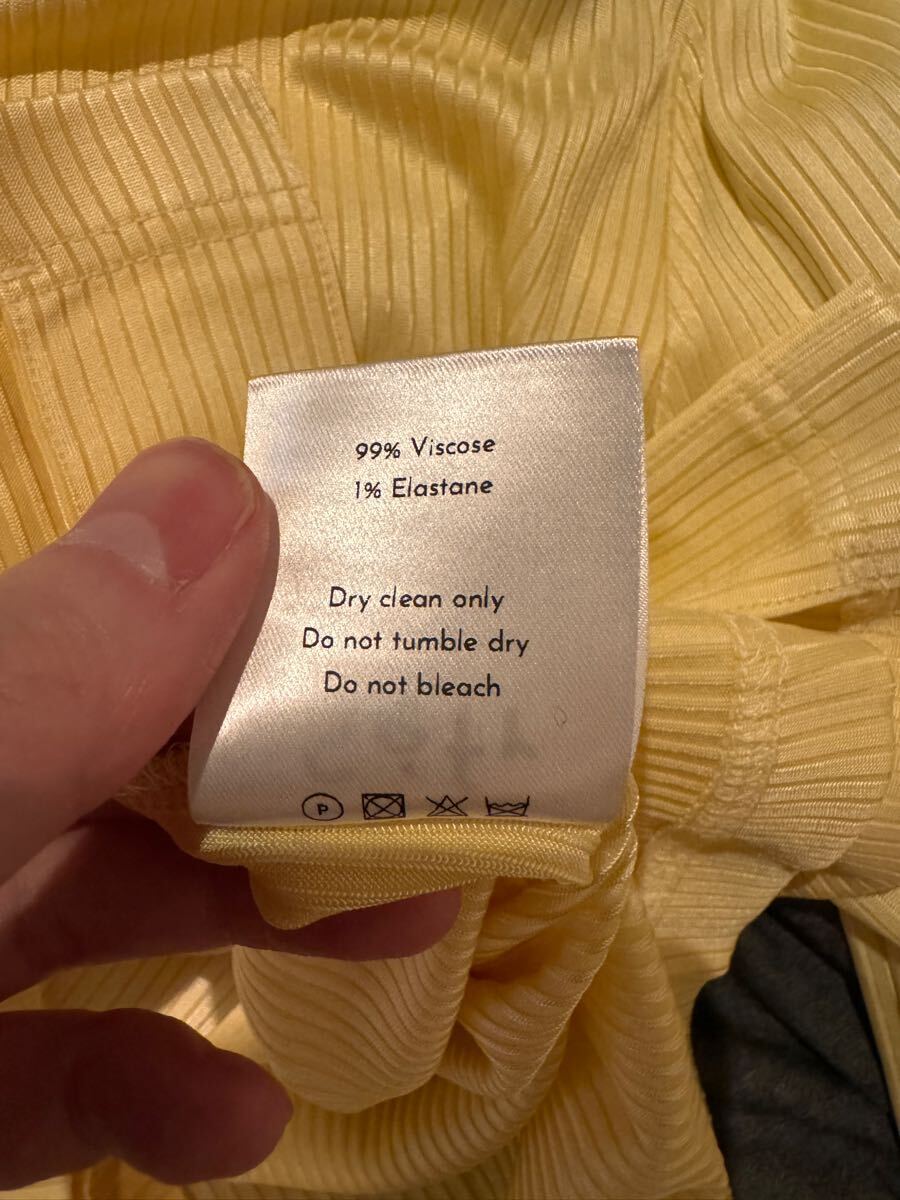 99% Viscose
1% Elastane
Dry clean only
Do not tumble dry
Do not bleach
P